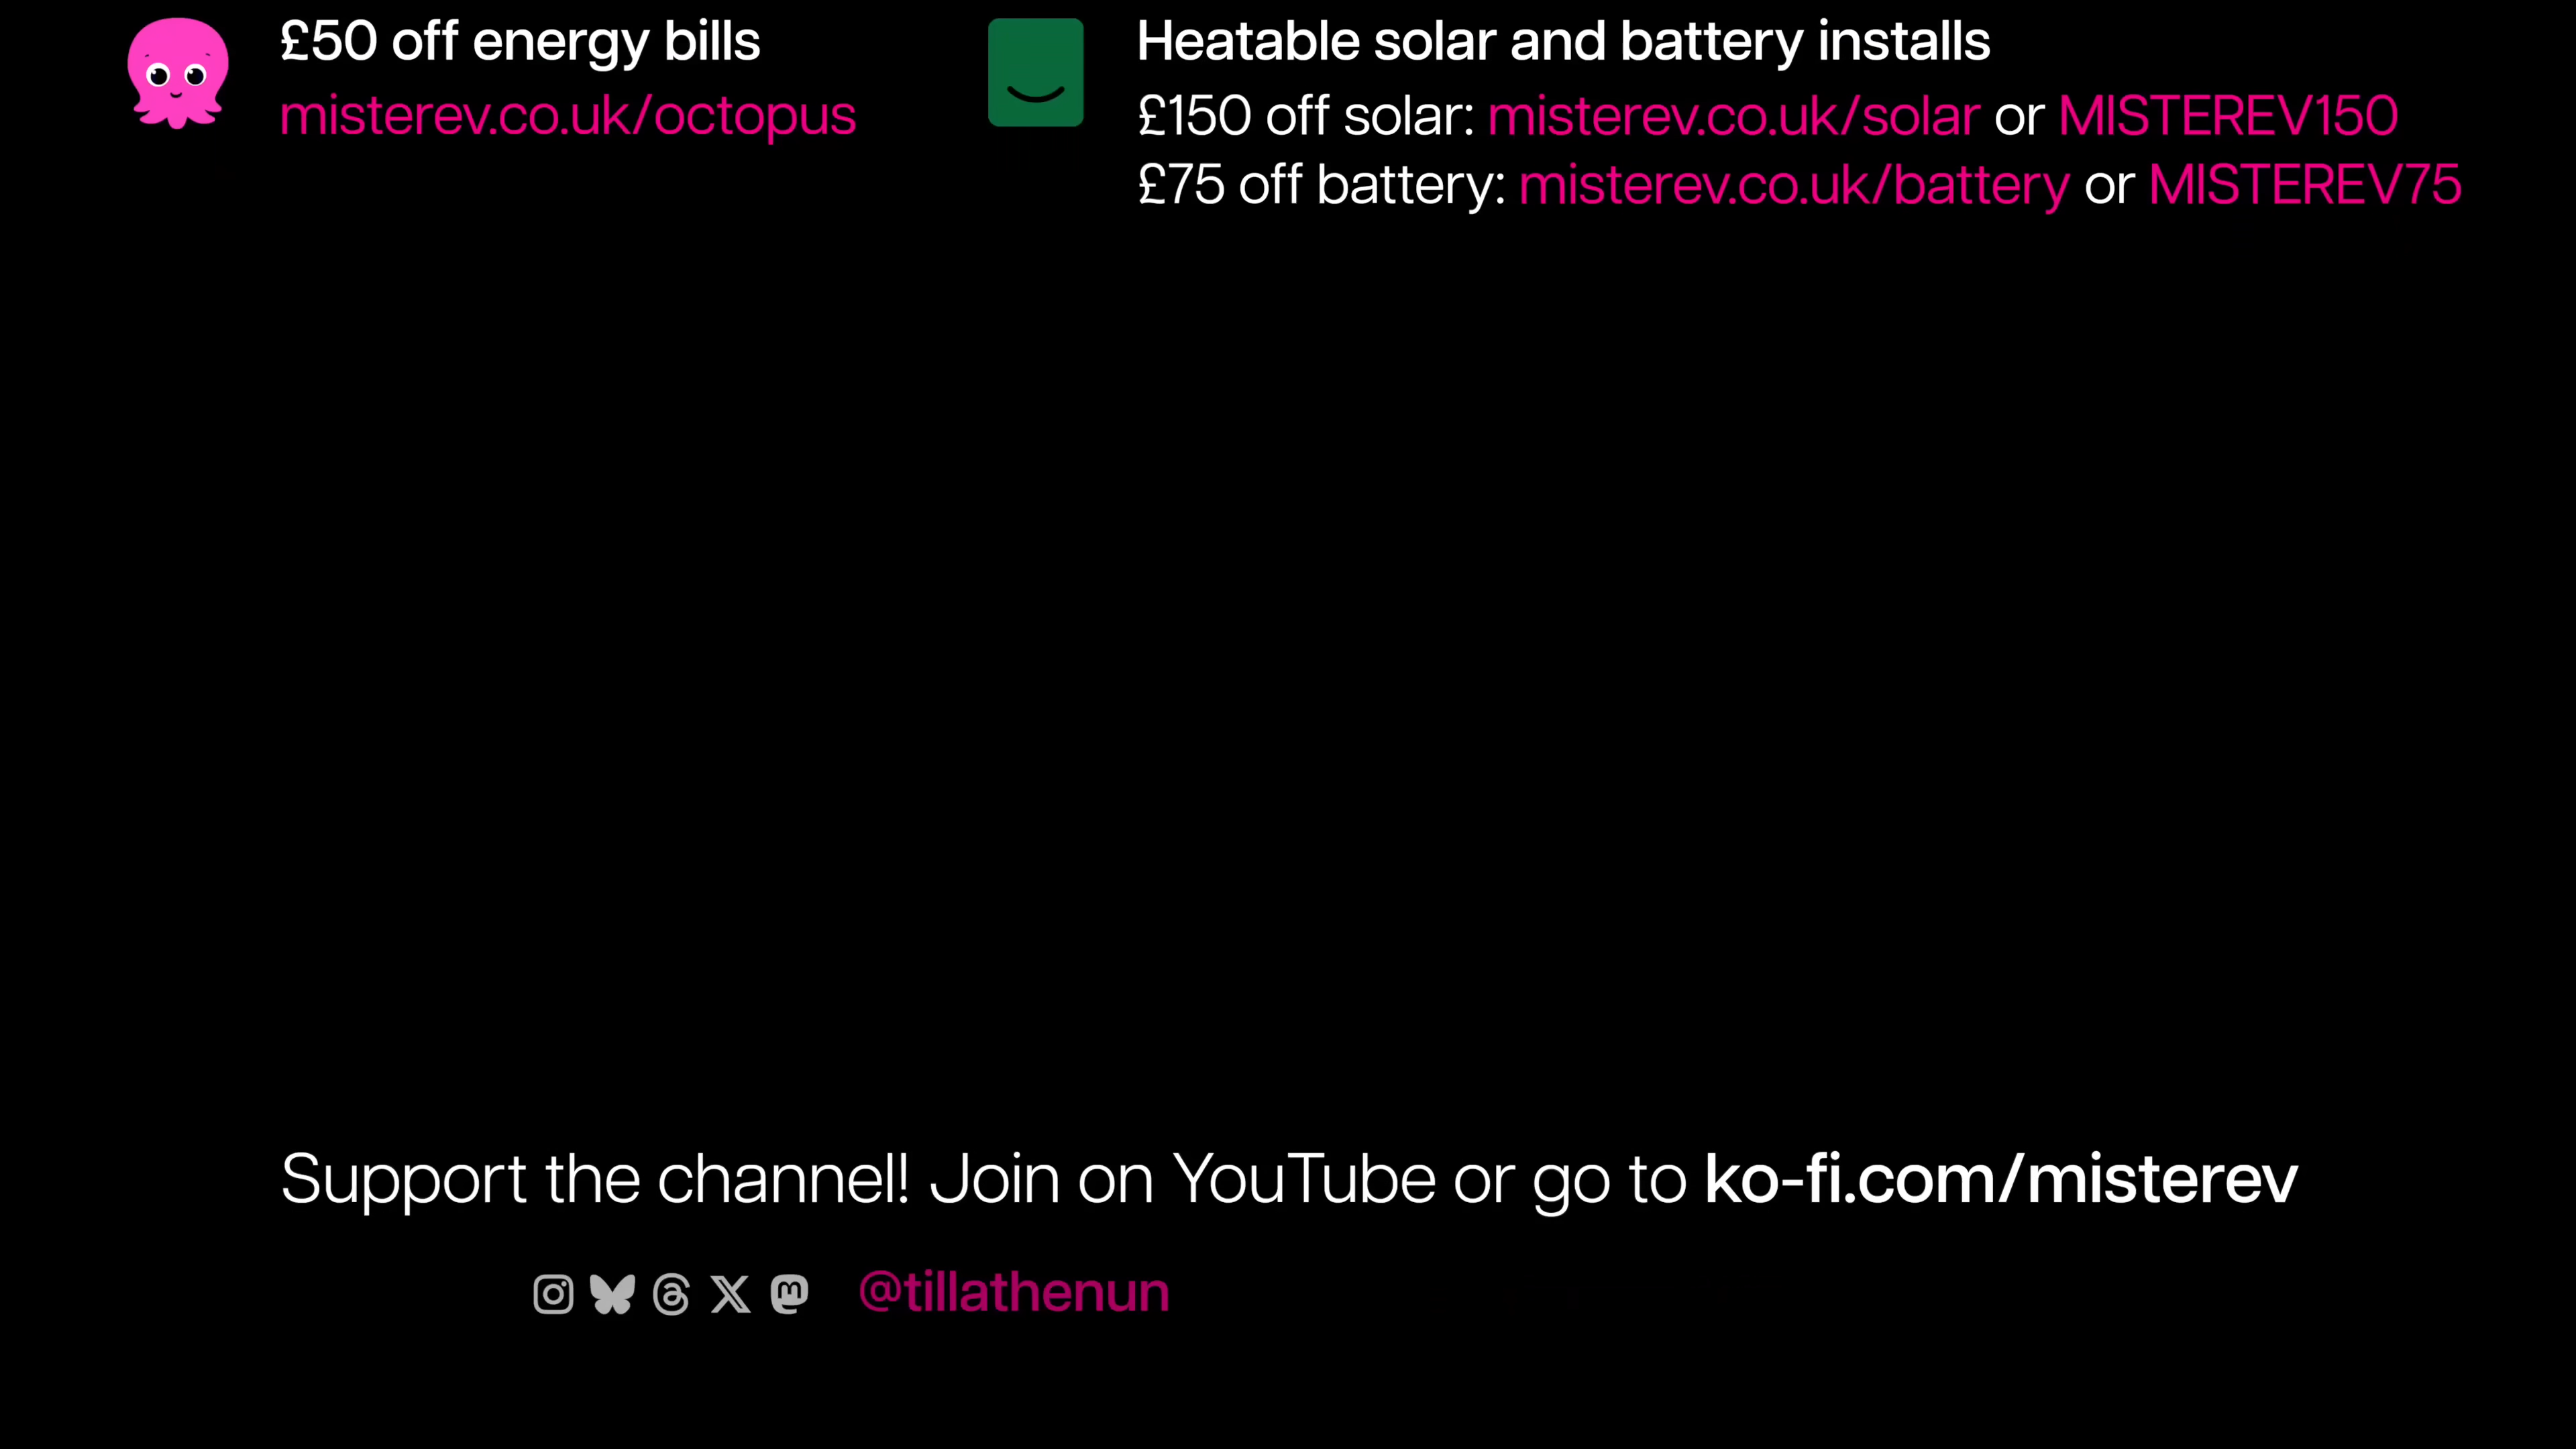 £50 off energy bills
misterev.co.uk/octopus
Heatable solar and battery installs
£150 off solar: misterev.co.uk/solar or MISTEREV150
£75 off battery: misterev.co.uk/battery or MISTEREV75
Support the channel! Join on YouTube or go to ko-fi.com/misterev
@tillathenun